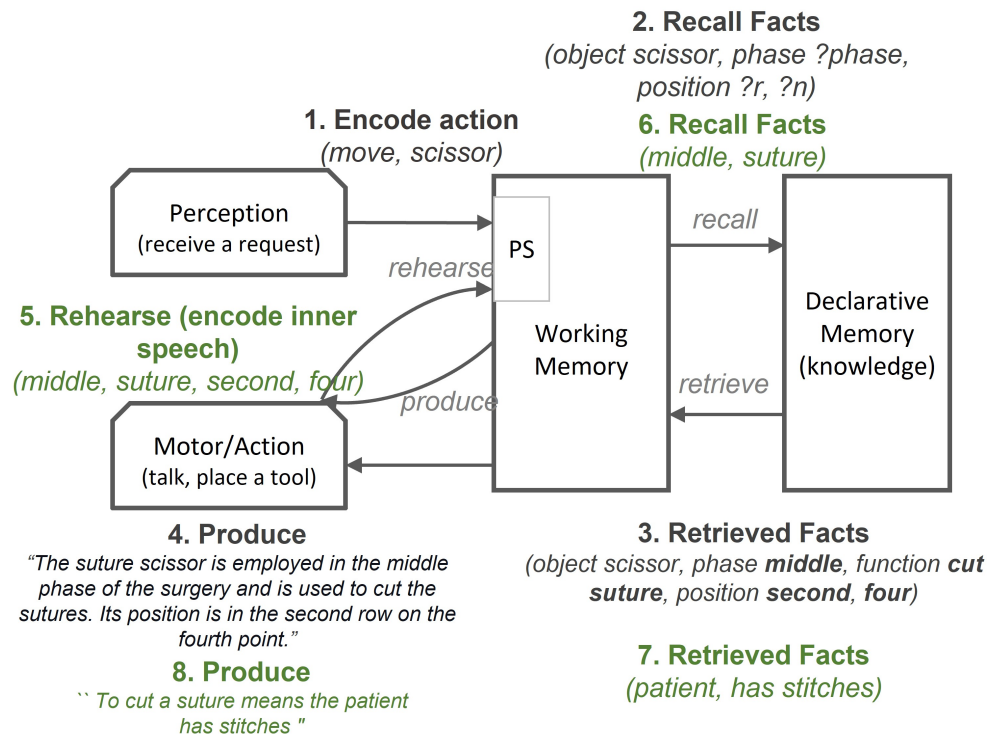 2. Recall Facts
(object scissor, phase ?phase,
position ?r, ?n)
1. Encode action
(move, scissor)
6. Recall Facts
(middle, suture)
Perception
(receive a request)
PS
recall
rehearse
5. Rehearse (encode inner
speech)
(middle, suture, second, four)
Working
Memory
Declarative
Memory
(knowledge)
retrieve
produce
Motor/Action
(talk, place a tool)
4. Produce
“The suture scissor is employed in the middle
phase of the surgery and is used to cut the
sutures. Its position is in the second row on the
fourth point.”
3. Retrieved Facts
(object scissor, phase middle, function cut
suture, position second, four)
8. Produce
`` To cut a suture means the patient
has stitches "
7. Retrieved Facts
(patient, has stitches)